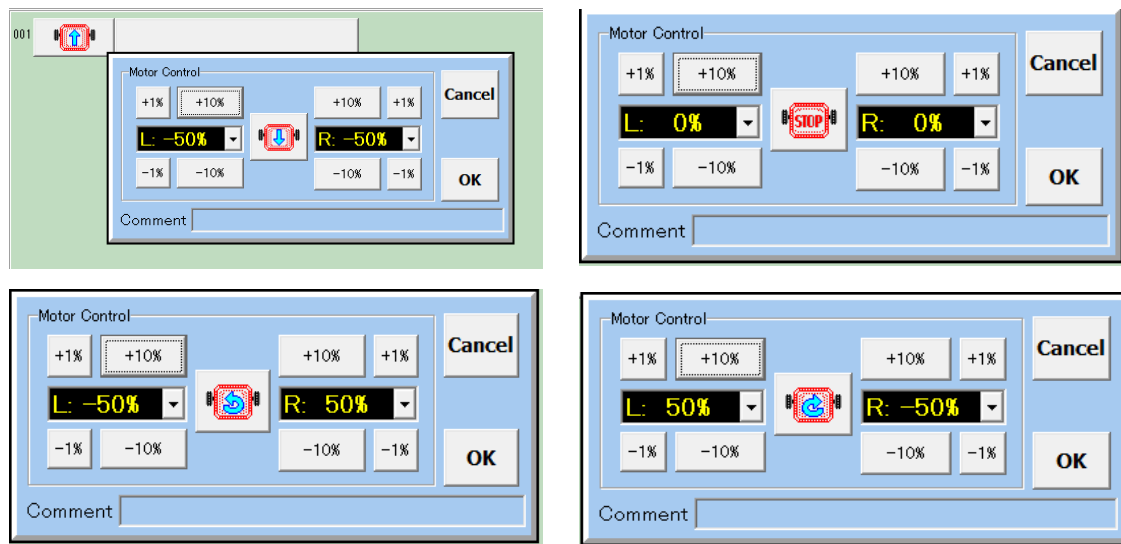 001
Motor Control
+1% +10% +10% +1% Cancel
L: -50% R: -50%
-1% -10% -10% -1% OK
Comment
Motor Control
+1% +10% +10% +1% Cancel
L: 0% STOP R: 0%
-1% -10% -10% -1% OK
Comment
Motor Control
+1% +10% +10% +1% Cancel
L: -50% R: 50%
-1% -10% -10% -1% OK
Comment
Motor Control
+1% +10% +10% +1% Cancel
L: 50% R: -50%
-1% -10% -10% -1% OK
Comment